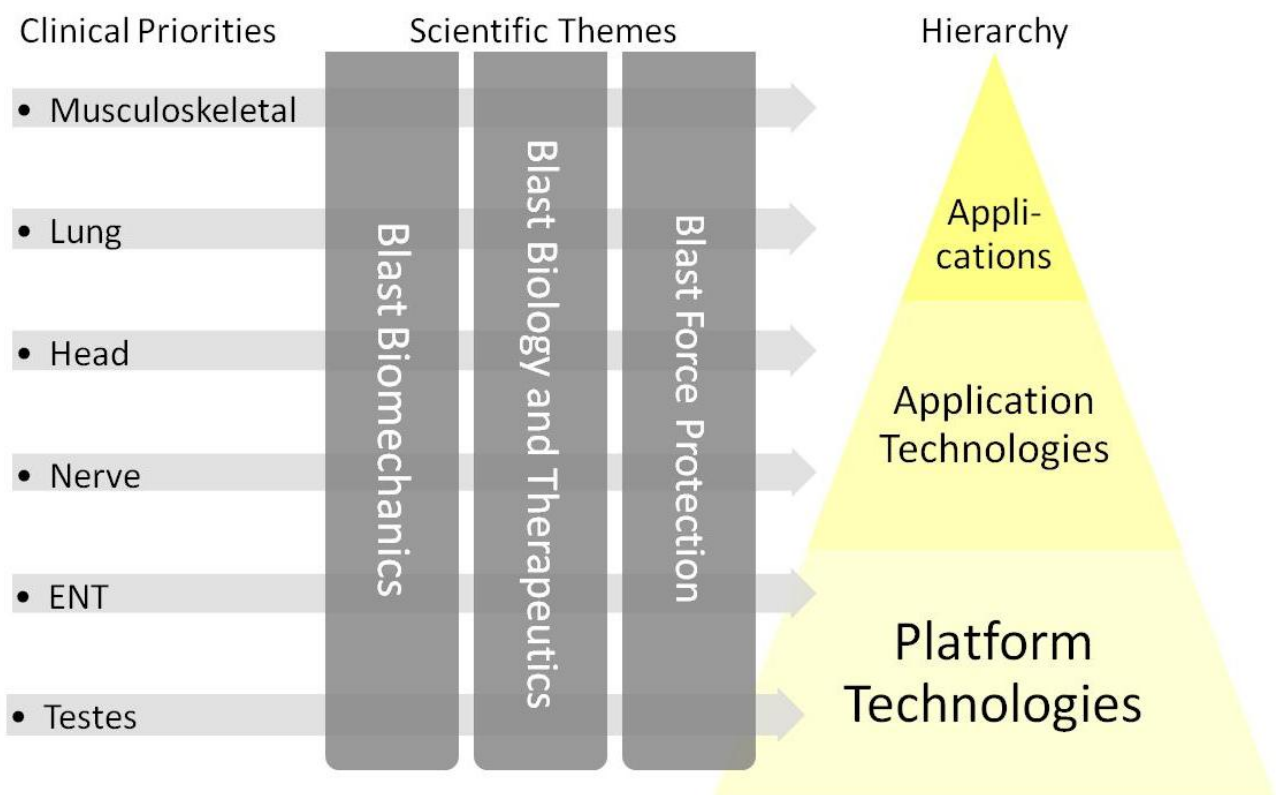 Clinical Priorities
• Musculoskeletal
• Lung
• Head
• Nerve
• ENT
• Testes
Scientific Themes
Blast Biomechanics
Blast Biology and Therapeutics
Blast Force Protection
Hierarchy
Appli-
cations
Application
Technologies
Platform
Technologies